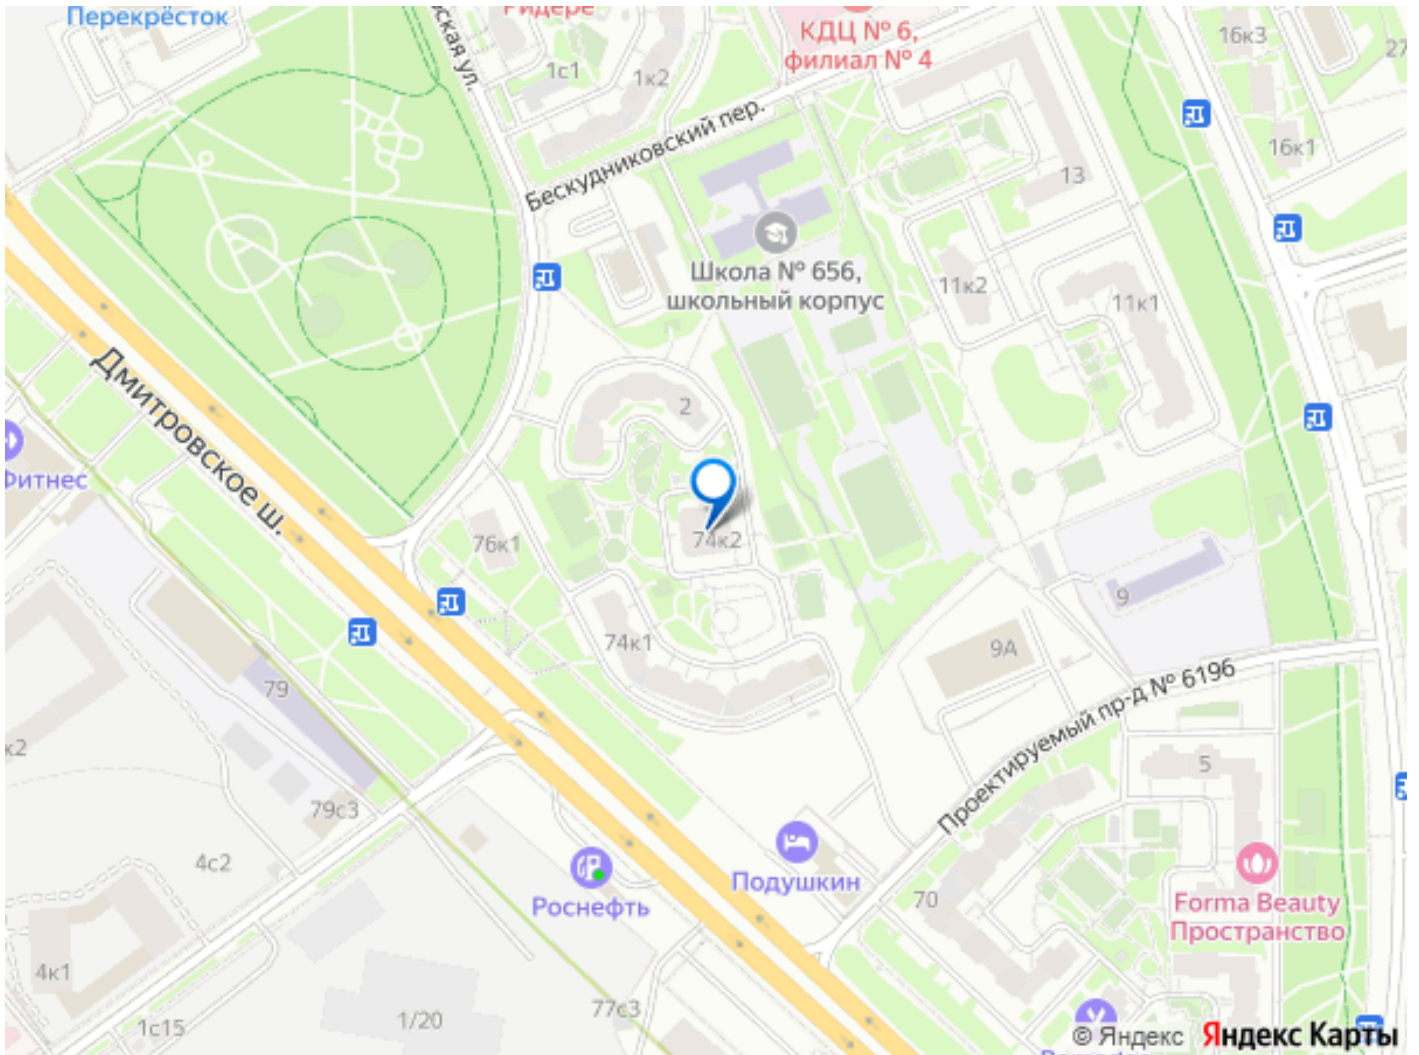 Перекрёсток
КДЦ № 6,
филиал № 4
16к3
27
1с1
1к2
16к1
13
Бескудниковский пер.
Школа № 656,
школьный корпус
11к2
11к1
Дмитровское ш.
2
Фитнес
76к1
74к2
74к1
9
9А
Проектируемый пр-д № 6196
79
к2
5
79с3
4с2
Подушкин
Роснефть
70
Forma Beauty
Пространство
4к1
77с3
1с15
1/20
© Яндекс Яндекс Карты